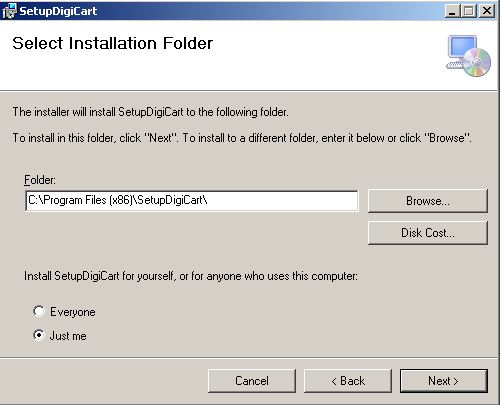 SetupDigiCart
Select Installation Folder
The installer will install SetupDigiCart to the following folder.
To install in this folder, click "Next". To install to a different folder, enter it below or click "Browse".
Folder:
C:\Program Files (x86)\SetupDigiCart\
Browse...
Disk Cost...
Install SetupDigiCart for yourself, or for anyone who uses this computer:
Everyone
Just me
Cancel
< Back
Next >